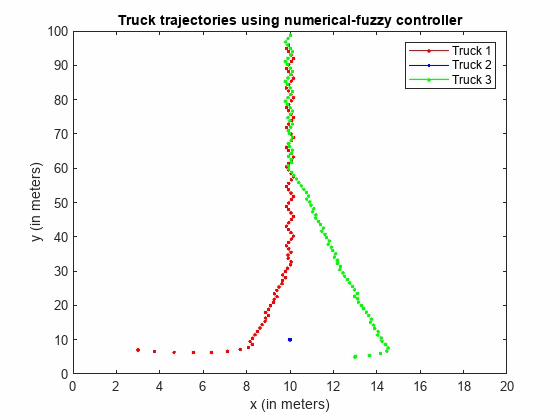 Truck trajectories using numerical-fuzzy controller
Truck 1
Truck 2
Truck 3
y (in meters)
100
90
80
70
60
50
40
30
20
10
0
0 2 4 6 8 10 12 14 16 18 20
x (in meters)